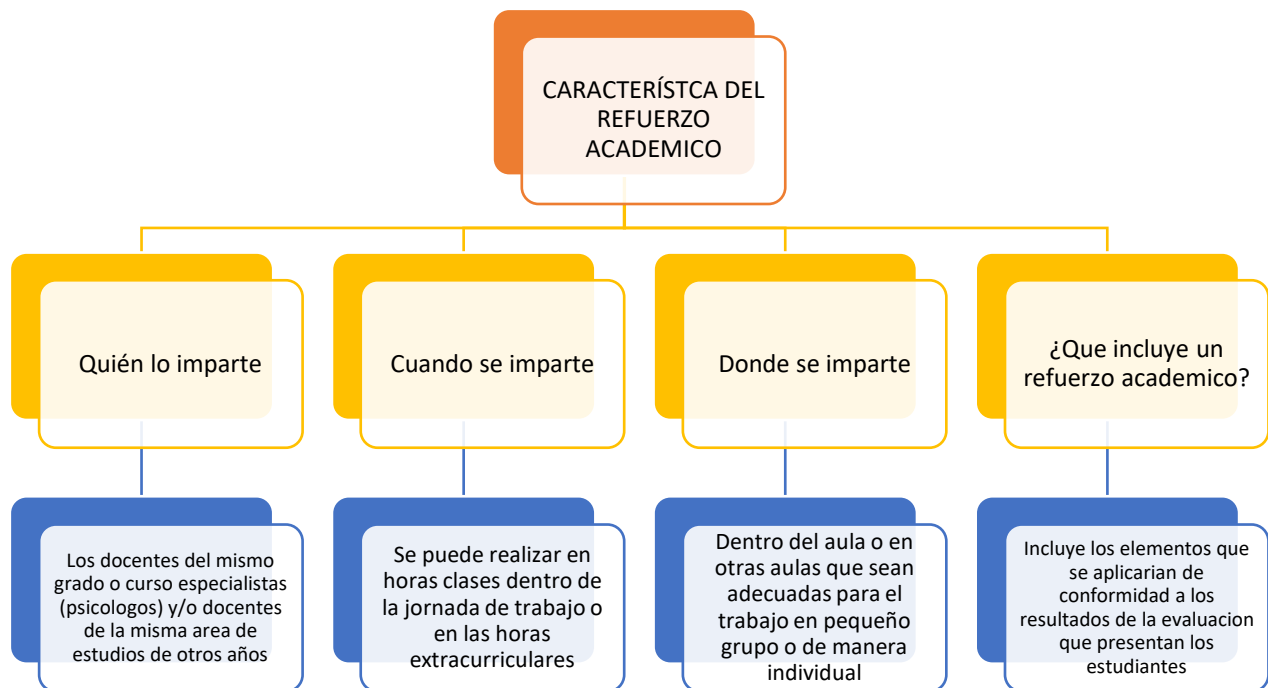 CARACTERÍSTCA DEL
REFUERZO
ACADEMICO
Quién lo imparte
Cuando se imparte
Donde se imparte
¿Que incluye un
refuerzo academico?
Los docentes del mismo
grado o curso especialistas
(psicologos) y/o docentes
de la misma area de
estudios de otros años
Se puede realizar en
horas clases dentro de
la jornada de trabajo o
en las horas
extracurriculares
Dentro del aula o en
otras aulas que sean
adecuadas para el
trabajo en pequeño
grupo o de manera
individual
Incluye los elementos que
se aplicarian de
conformidad a los
resultados de la evaluacion
que presentan los
estudiantes